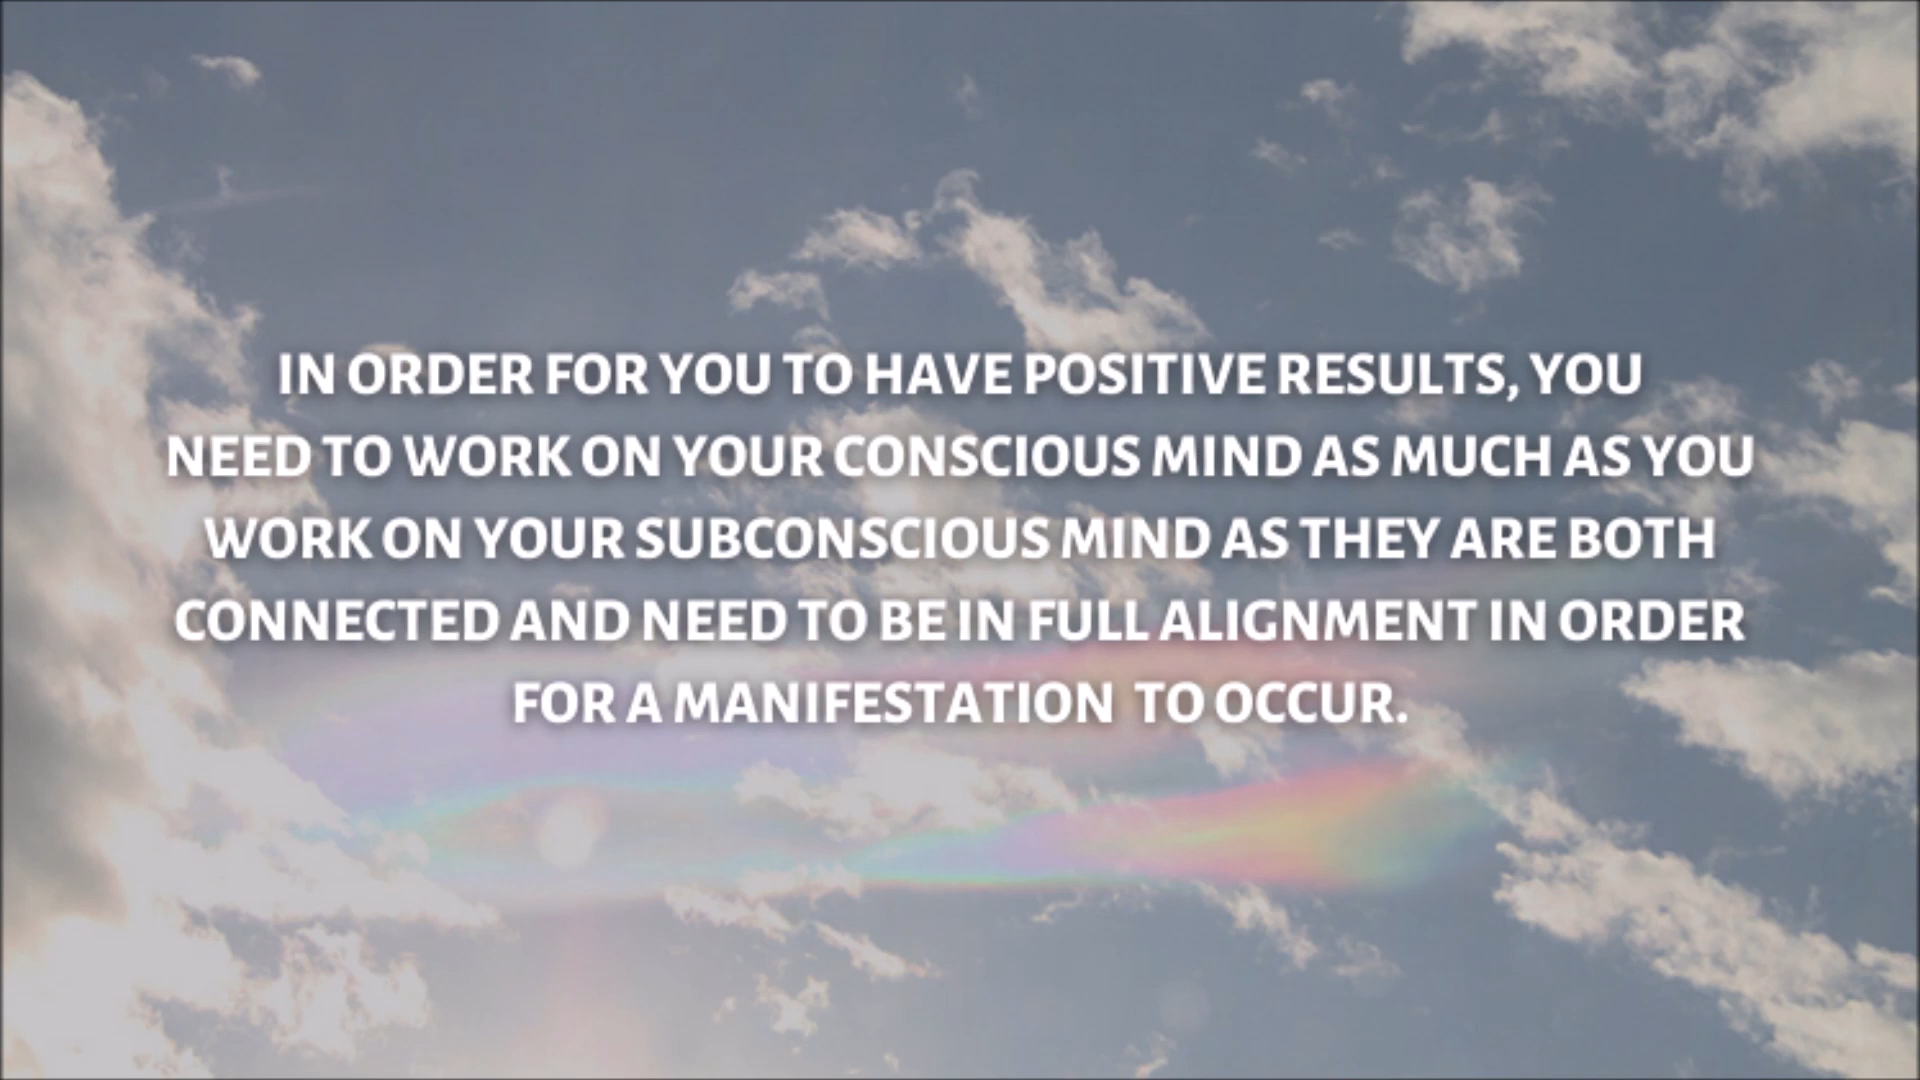 IN ORDER FOR YOU TO HAVE POSITIVE RESULTS, YOU
NEED TO WORK ON YOUR CONSCIOUS MIND AS MUCH AS YOU
WORK ON YOUR SUBCONSCIOUS MIND AS THEY ARE BOTH
CONNECTED AND NEED TO BE IN FULL ALIGNMENT IN ORDER
FOR A MANIFESTATION  TO OCCUR.